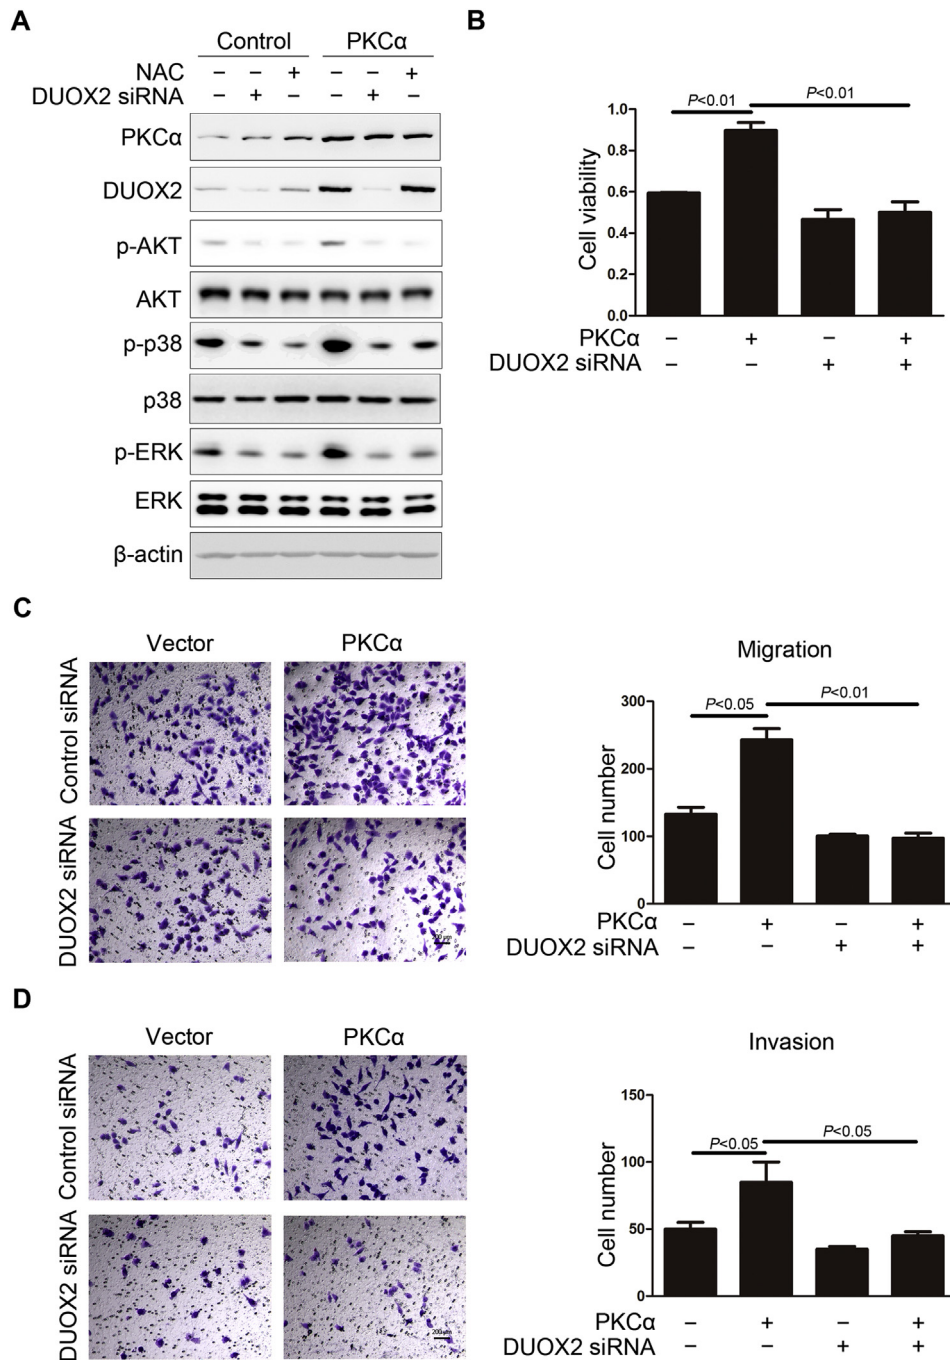 A
Control PKCα
NAC – – + – – +
DUOX2 siRNA – + – – + –
PKCα
DUOX2
p-AKT
AKT
p-p38
p38
p-ERK
ERK
β-actin
B
P<0.01
P<0.01
Cell viability
1.0
0.8
0.6
0.4
0.2
0.0
PKCα – + – +
DUOX2 siRNA – – + +
C
Vector PKCα
Control siRNA
DUOX2 siRNA
Migration
P<0.05
P<0.01
Cell number
300
200
100
0
PKCα – + – +
DUOX2 siRNA – – + +
D
Vector PKCα
Control siRNA
DUOX2 siRNA
200 μm
Invasion
P<0.05
P<0.05
Cell number
150
100
50
0
PKCα – + – +
DUOX2 siRNA – – + +